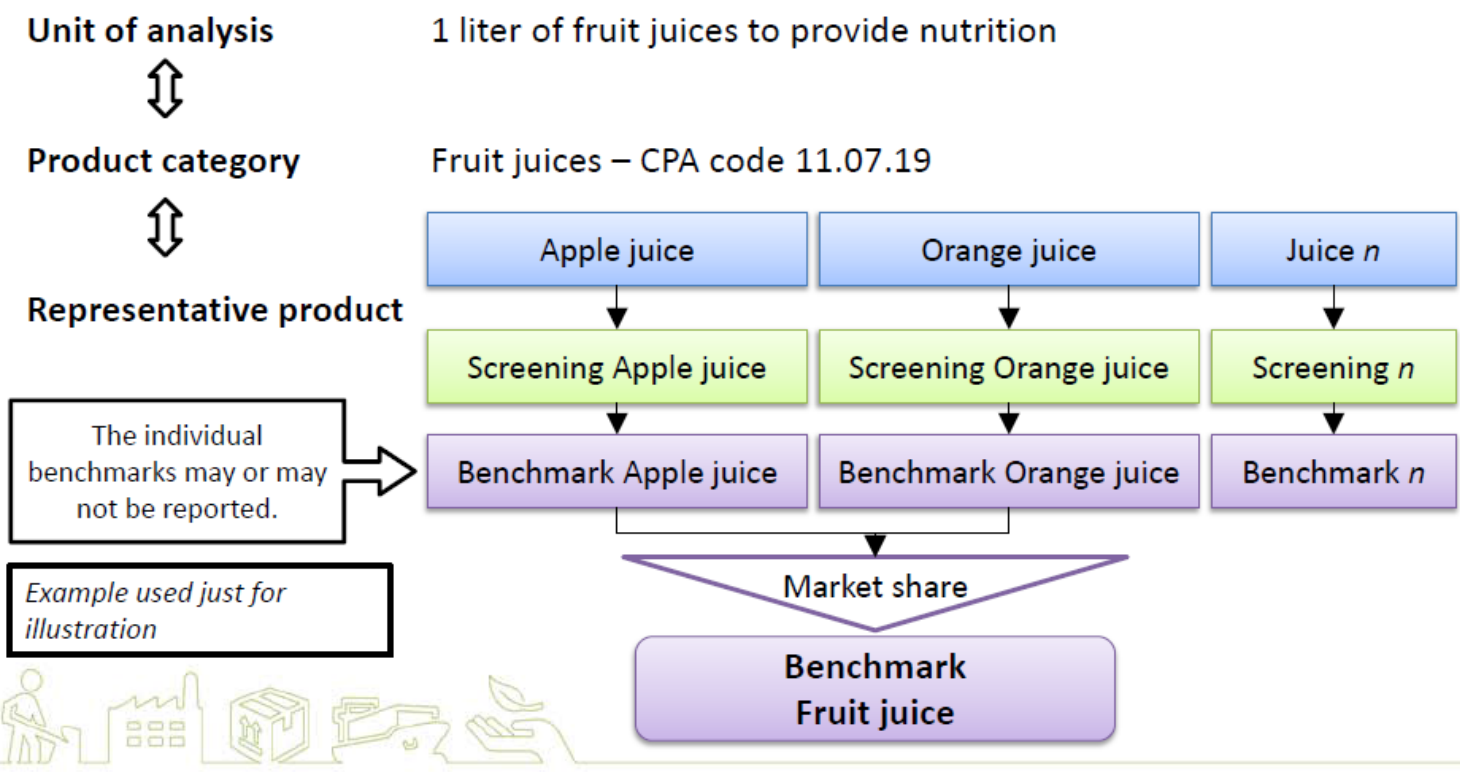 Unit of analysis
1 liter of fruit juices to provide nutrition
Product category
Fruit juices – CPA code 11.07.19
Apple juice
Orange juice
Juice n
Representative product
Screening Apple juice
Screening Orange juice
Screening n
The individual
benchmarks may or may
not be reported.
Benchmark Apple juice
Benchmark Orange juice
Benchmark n
Example used just for
illustration
Market share
Benchmark
Fruit juice